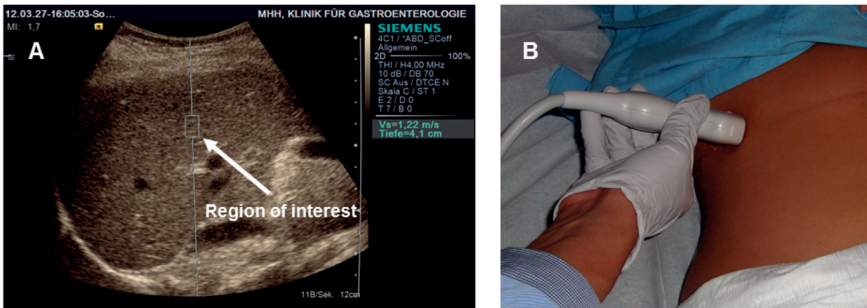 12.03.27-16:05:03-So...
MHH, KLINIK FÜR GASTROENTEROLOGIE
MI: 1,7
A
SIEMENS
4C1 / *ABD_SCoff
Allgemein
2D 100%
THI / H4.00 MHz
10 dB / DB 70
SC Aus / DTCE N
Skala C / ST 1
E 2 / D 0
T 7 / B 0
Vs=1,22 m/s
Tiefe=4,1 cm
Region of interest
11B/Sek. 12cm
B